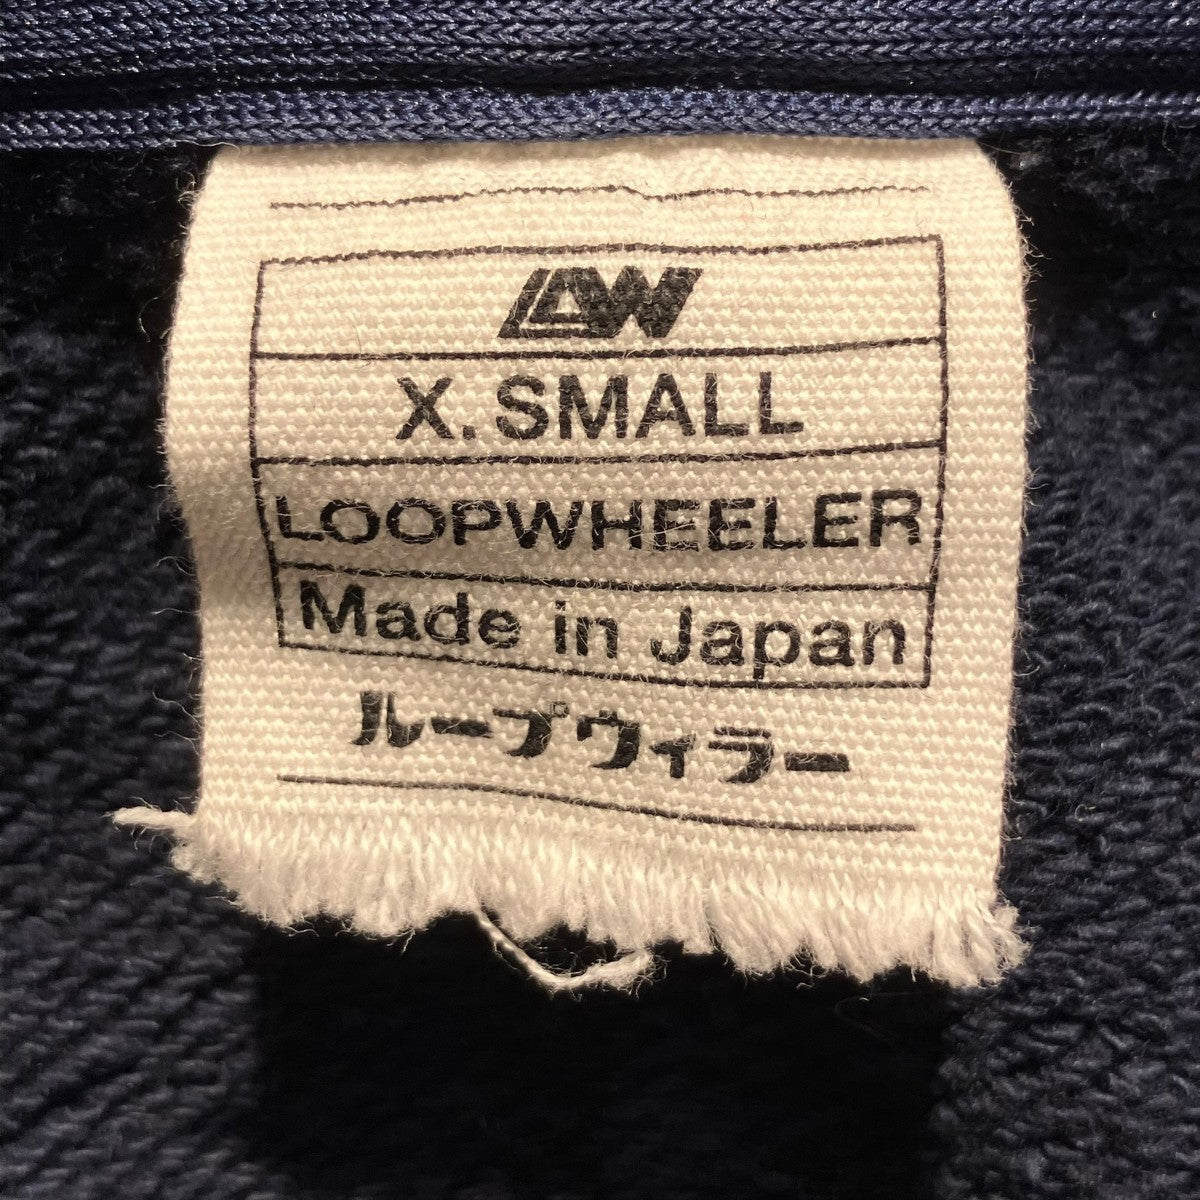 LW
X. SMALL
LOOPWHEELER
Made in Japan
ループウィラー